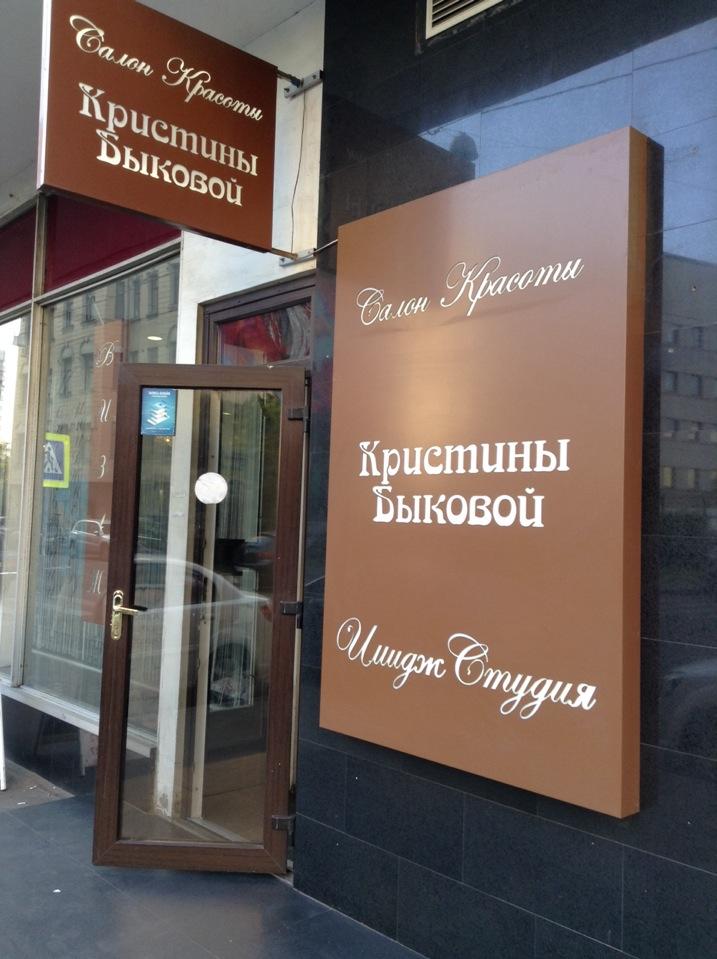 Салон Красоты
Кристины
Быковой
Салон Красоты
Кристины
Быковой
Имидж Студия
В
И
З
А
Ж